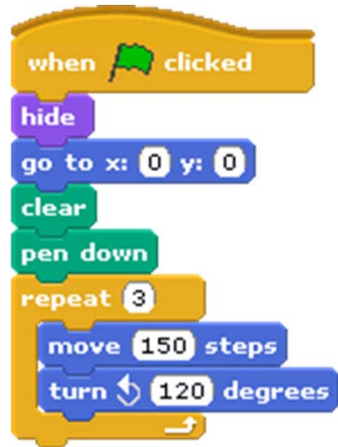 when clicked
hide
go to x: 0 y: 0
clear
pen down
repeat 3
move 150 steps
turn 120 degrees